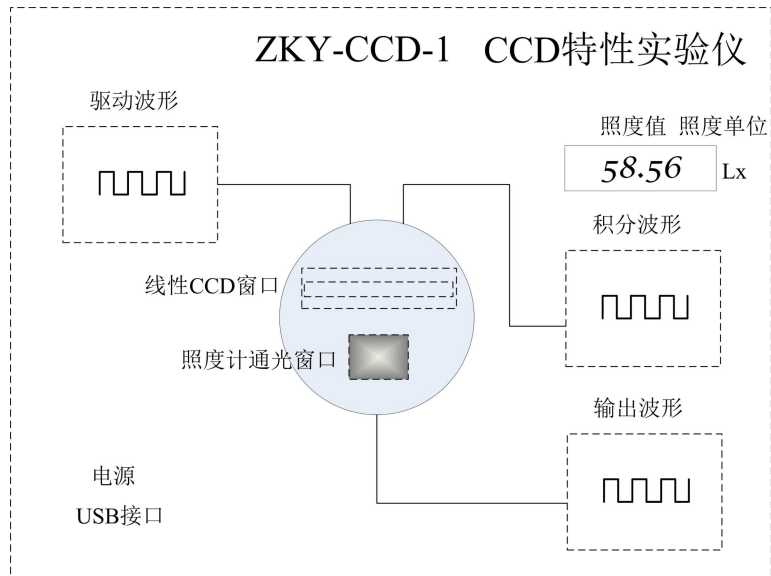 ZKY-CCD-1 CCD特性实验仪
驱动波形
照度值 照度单位
58.56 Lx
积分波形
线性CCD窗口
照度计通光窗口
输出波形
电源
USB接口